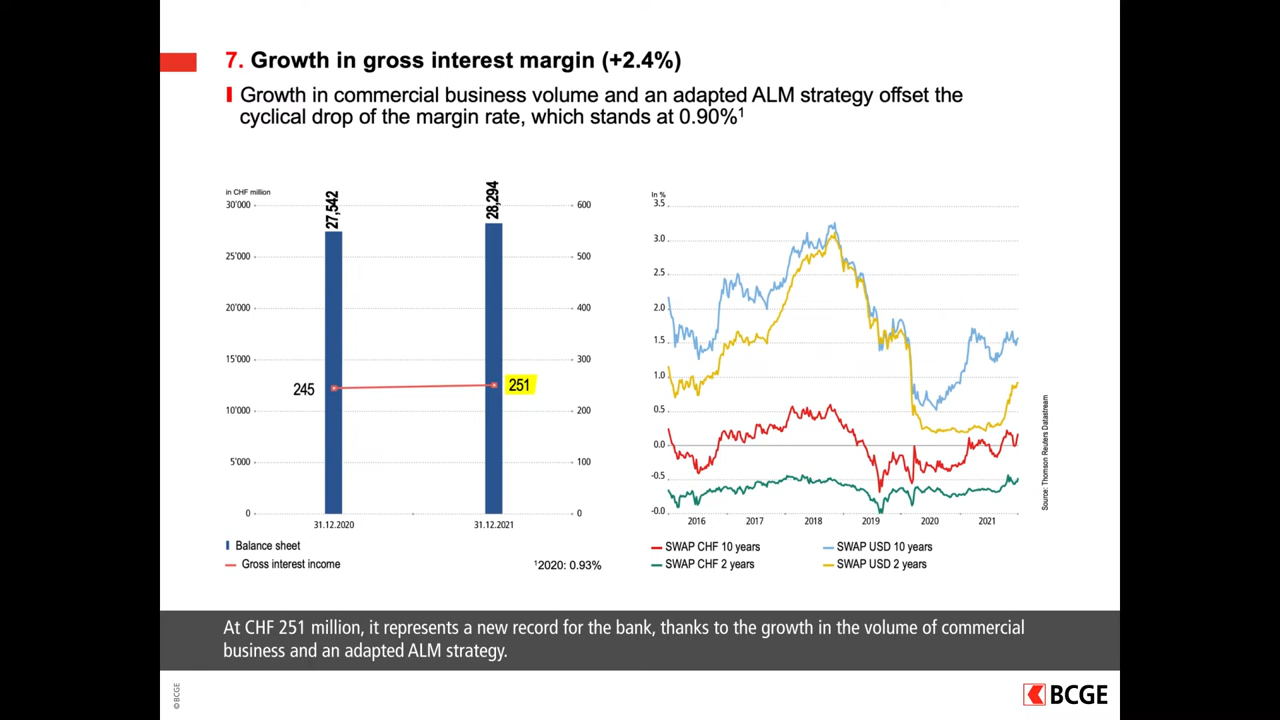 7. Growth in gross interest margin (+2.4%)
Growth in commercial business volume and an adapted ALM strategy offset the
cyclical drop of the margin rate, which stands at 0.90%¹
in CHF million
30'000
25'000
20'000
15'000
10'000
5'000
0
27,542
28,294
600
500
400
300
200
100
0
245
251
31.12.2020
31.12.2021
Balance sheet
Gross interest income
¹2020: 0.93%
In %
3.5
3.0
2.5
2.0
1.5
1.0
0.5
0.0
-0.5
-0.0
2016
2017
2018
2019
2020
2021
SWAP CHF 10 years
SWAP USD 10 years
SWAP CHF 2 years
SWAP USD 2 years
Source: Thomson Reuters Datastream
At CHF 251 million, it represents a new record for the bank, thanks to the growth in the volume of commercial
business and an adapted ALM strategy.
© BCGE
BCGE